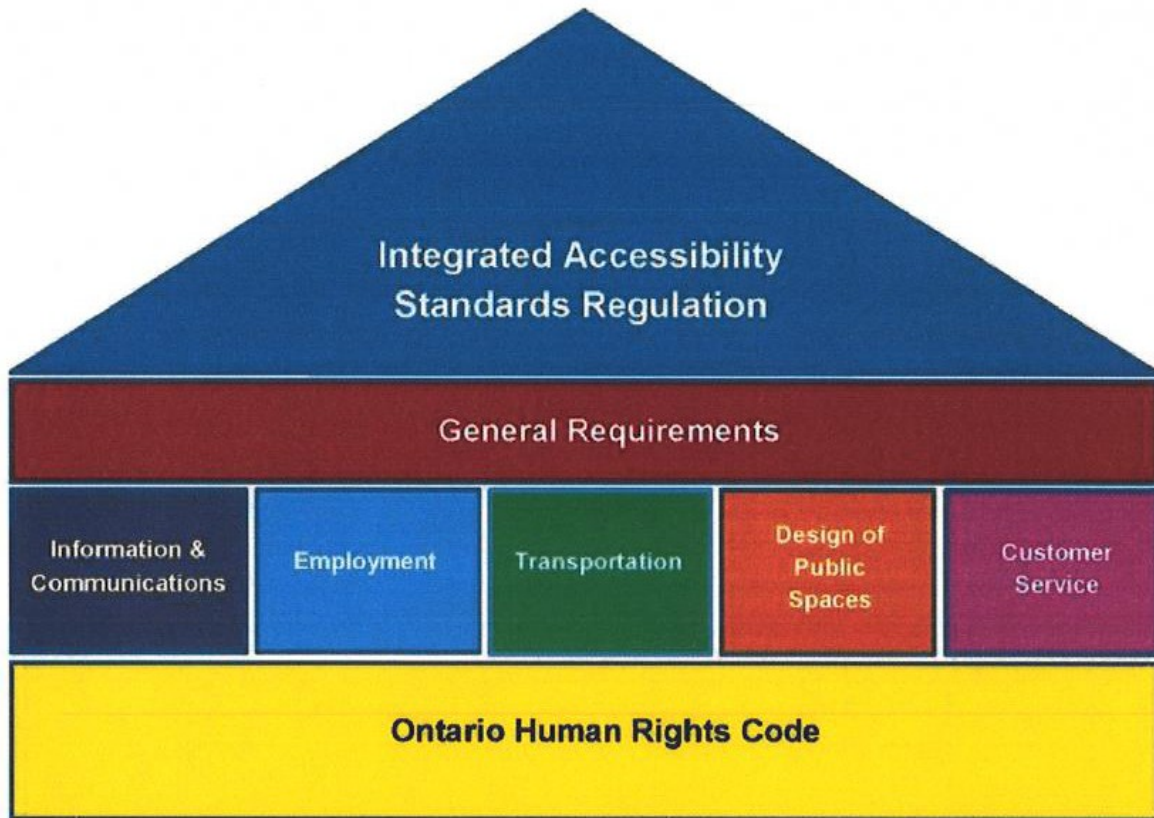 Integrated Accessibility
Standards Regulation
General Requirements
Information &
Communications
Employment
Transportation
Design of
Public
Spaces
Customer
Service
Ontario Human Rights Code